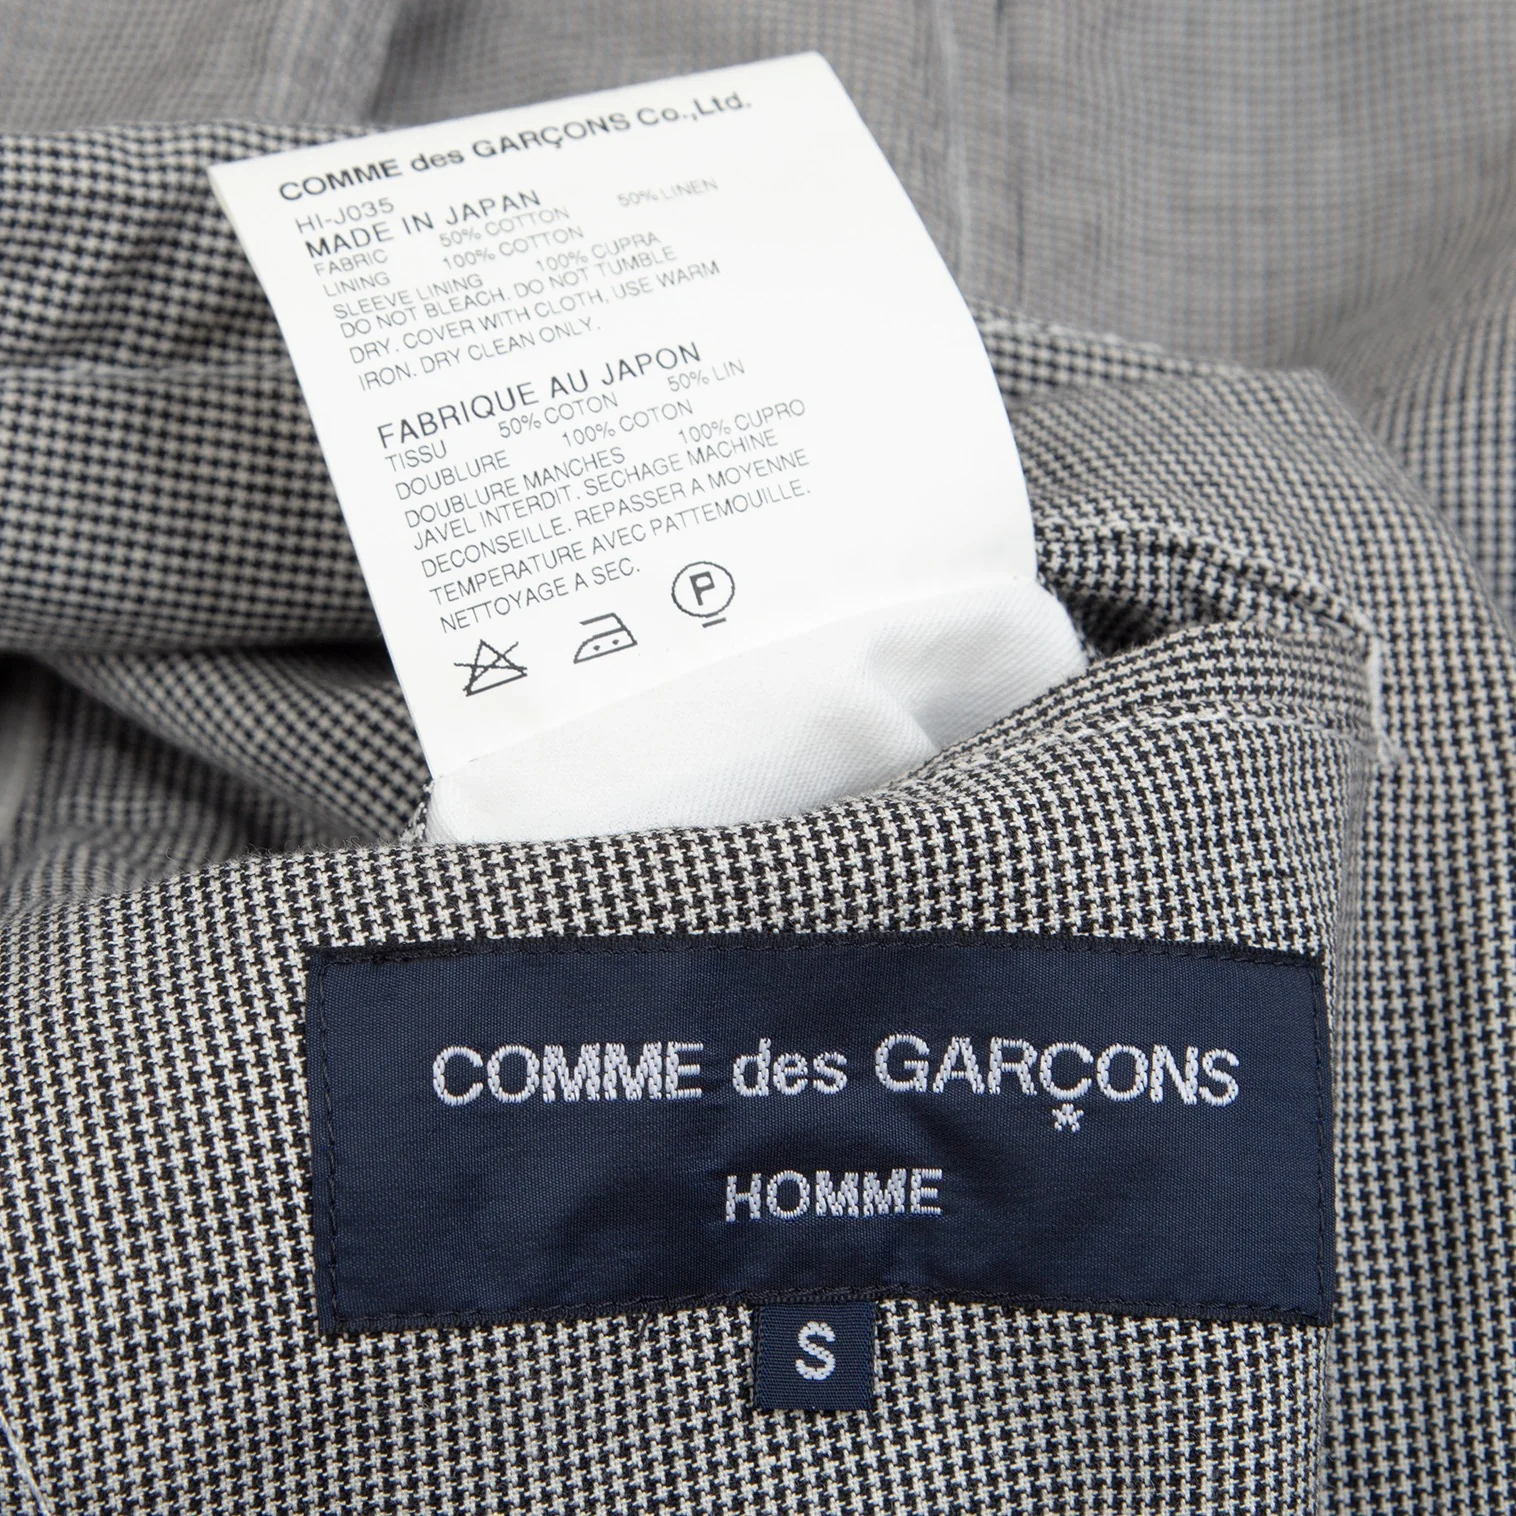 COMME des GARÇONS Co.,Ltd.
HI-J035
MADE IN JAPAN
FABRIC 50% COTTON 50% LINEN
LINING 100% COTTON
SLEEVE LINING 100% CUPRA
DO NOT BLEACH. DO NOT TUMBLE
DRY. COVER WITH CLOTH, USE WARM
IRON. DRY CLEAN ONLY.
FABRIQUE AU JAPON
TISSU 50% COTON 50% LIN
DOUBLURE 100% COTON
DOUBLURE MANCHES 100% CUPRO
JAVEL INTERDIT. SECHAGE MACHINE
DECONSEILLE. REPASSER A MOYENNE
TEMPERATURE AVEC PATTEMOUILLE.
NETTOYAGE A SEC.
P
COMME des GARÇONS
HOMME
S